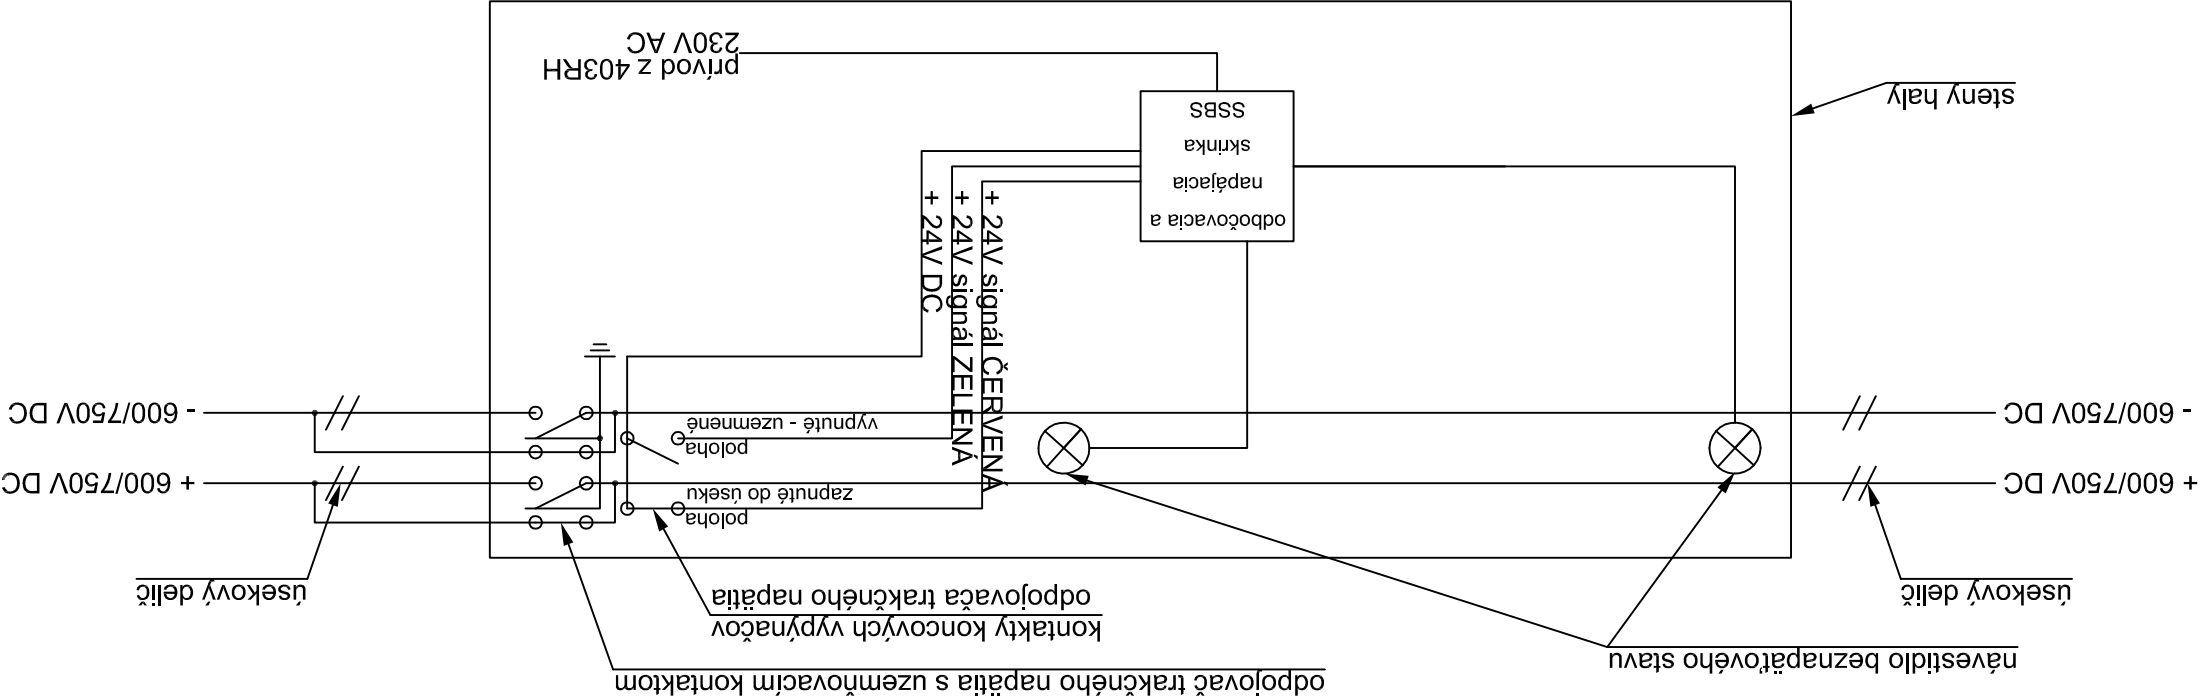 odpojovač trakčného napätia s uzemňovacím kontaktom
návestidlo beznapäťového stavu
kontakty koncových vypýnačov
odpojovača trakčného napätia
úsekový delič
úsekový delič
poloha
zapnuté do úseku
+ 600/750V DC
+ 600/750V DC
poloha
vypnuté - uzemnené
- 600/750V DC
- 600/750V DC
+ 24V signál ČERVENÁ
+ 24V signál ZELENÁ
+ 24V DC
odbočovacia a
napájacia
skrinka
SSBS
steny haly
prívod z 403RH
230V AC